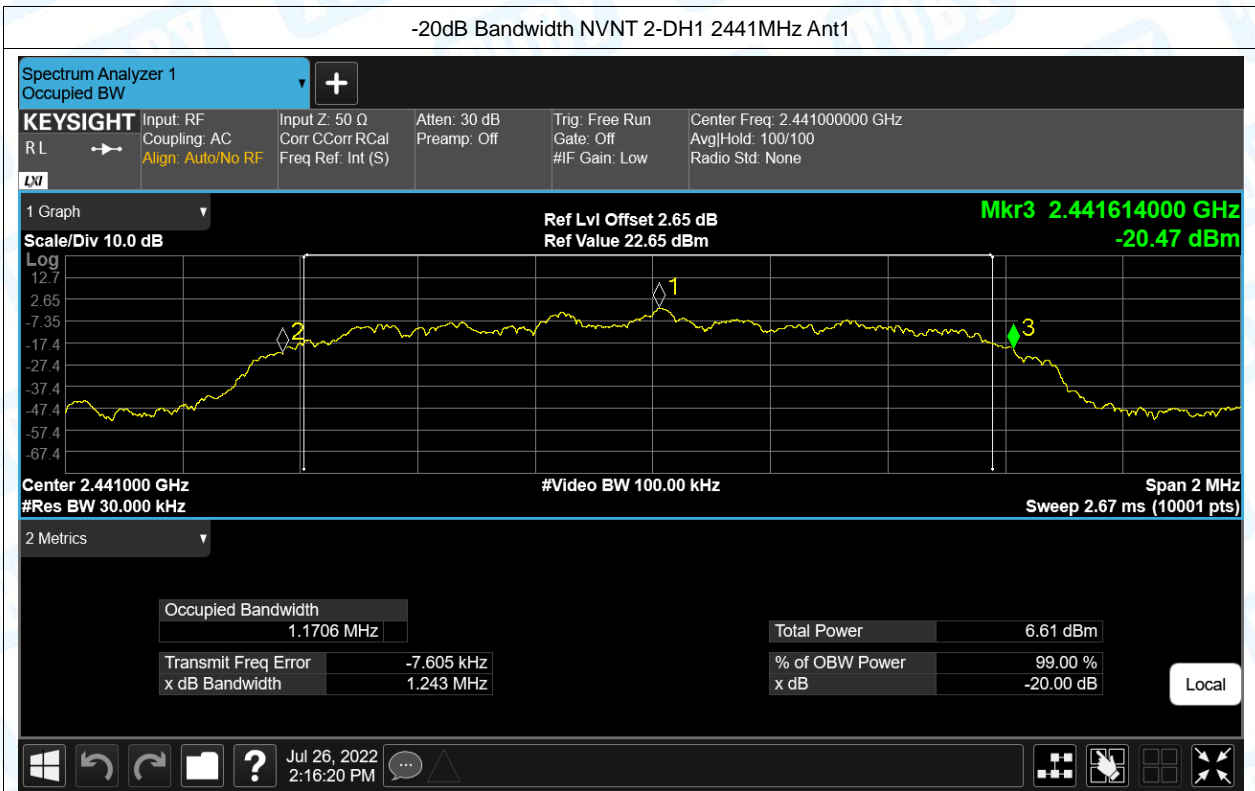 -20dB Bandwidth NVNT 2-DH1 2441MHz Ant1
Spectrum Analyzer 1
Occupied BW
KEYSIGHT
R L
LXI
Input: RF
Coupling: AC
Align: Auto/No RF
Input Z: 50 Ω
Corr CCorr RCal
Freq Ref: Int (S)
Atten: 30 dB
Preamp: Off
Trig: Free Run
Gate: Off
#IF Gain: Low
Center Freq: 2.441000000 GHz
Avg|Hold: 100/100
Radio Std: None
1 Graph
Scale/Div 10.0 dB
Ref Lvl Offset 2.65 dB
Ref Value 22.65 dBm
Mkr3 2.441614000 GHz
-20.47 dBm
Log
12.7
2.65
-7.35
-17.4
-27.4
-37.4
-47.4
-57.4
-67.4
1
2
3
Center 2.441000 GHz
#Res BW 30.000 kHz
#Video BW 100.00 kHz
Span 2 MHz
Sweep 2.67 ms (10001 pts)
2 Metrics
Occupied Bandwidth
1.1706 MHz
Transmit Freq Error -7.605 kHz
x dB Bandwidth 1.243 MHz
Total Power 6.61 dBm
% of OBW Power 99.00 %
x dB -20.00 dB
Local
?
Jul 26, 2022
2:16:20 PM